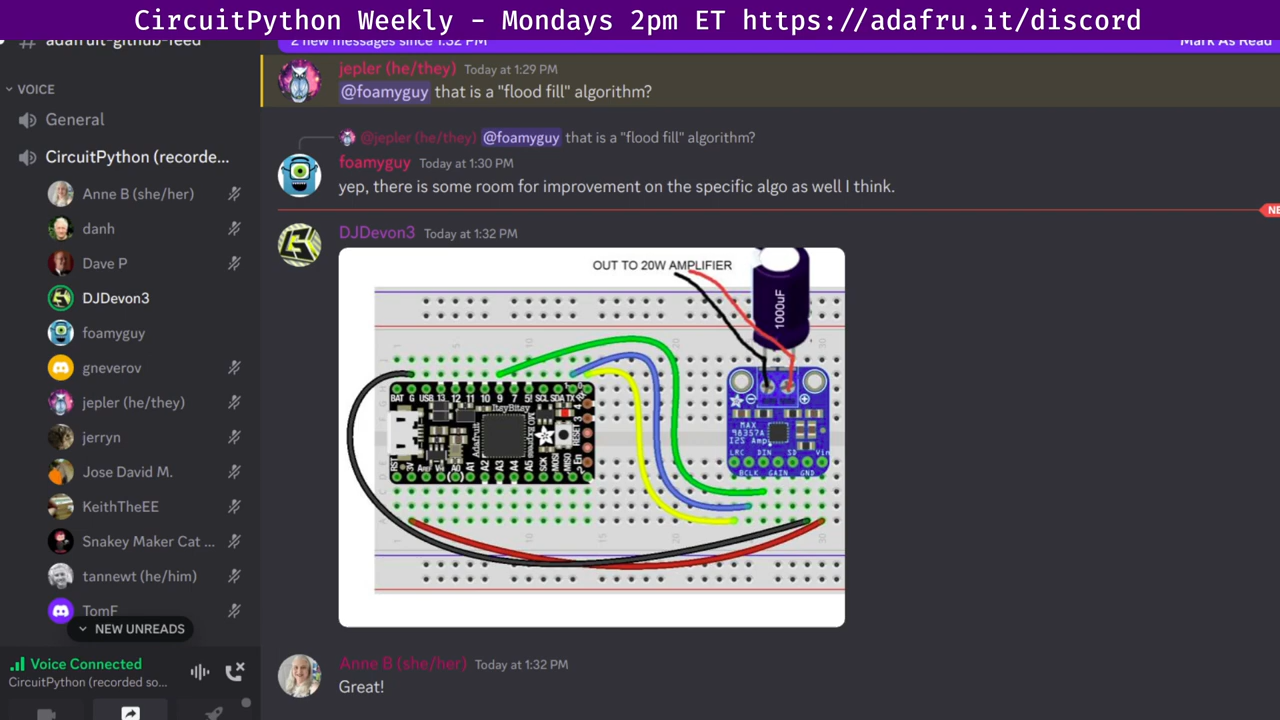 CircuitPython Weekly - Mondays 2pm ET https://adafru.it/discord
# adafruit-github-feed
2 new messages since 1:32 PM
Mark As Read
VOICE
General
CircuitPython (recorde...
Anne B (she/her)
danh
Dave P
DJDevon3
foamyguy
gneverov
jepler (he/they)
jerryn
Jose David M.
KeithTheEE
Snakey Maker Cat ...
tannewt (he/him)
TomF
NEW UNREADS
Voice Connected
CircuitPython (recorded so...
jepler (he/they) Today at 1:29 PM
@foamyguy that is a "flood fill" algorithm?
@jepler (he/they) @foamyguy that is a "flood fill" algorithm?
foamyguy Today at 1:30 PM
yep, there is some room for improvement on the specific algo as well I think.
NE
DJDevon3 Today at 1:32 PM
OUT TO 20W AMPLIFIER
1000uF
BAT G USB 13 12 11 10 9 7 5! SCL SDA TX
ItsyBitsy
M0 Express
Adafruit
RESET
A1 A2 A3 A4 A5 SCK MOSI MISO
MAX
98357A
I2S Amp
LRC DIN SD Vin
BCLK GAIN GND
Anne B (she/her) Today at 1:32 PM
Great!